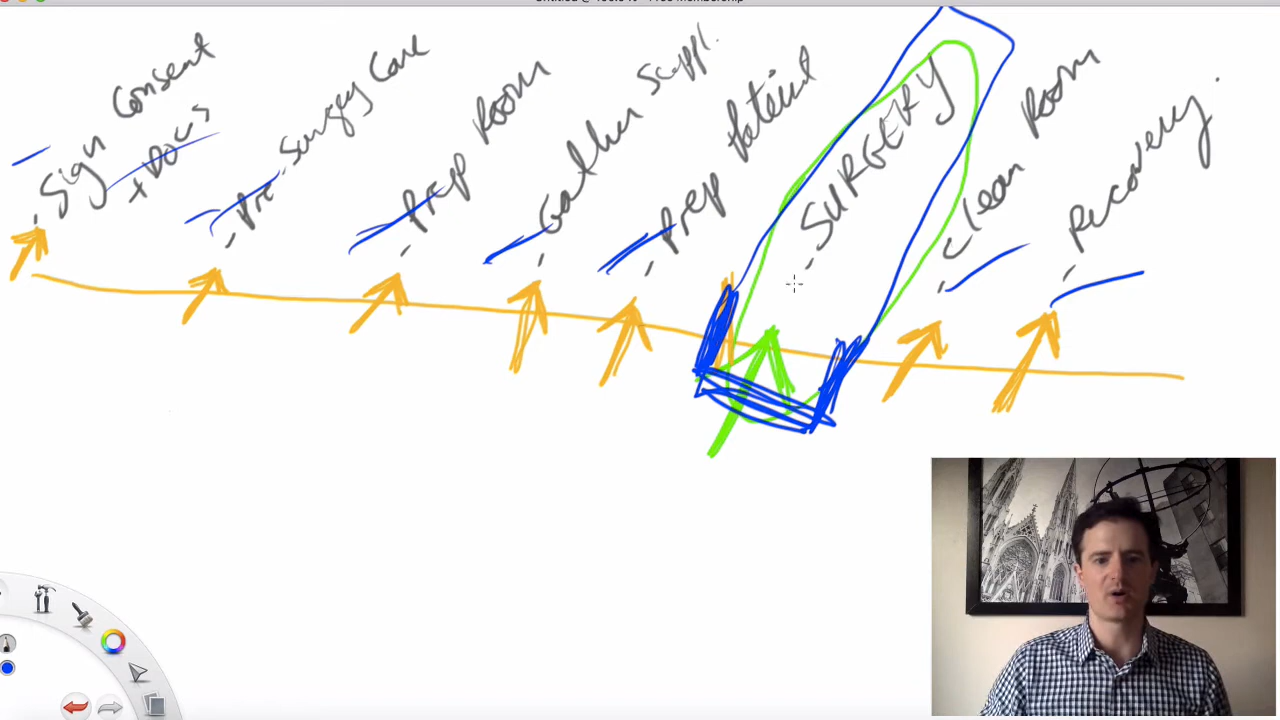 - Sign Consent
+ Docs
- Pre-Surgery Care
- Prep Room
- Gather Suppl.
- Prep Patient
- SURGERY
- Clean Room
- Recovery.